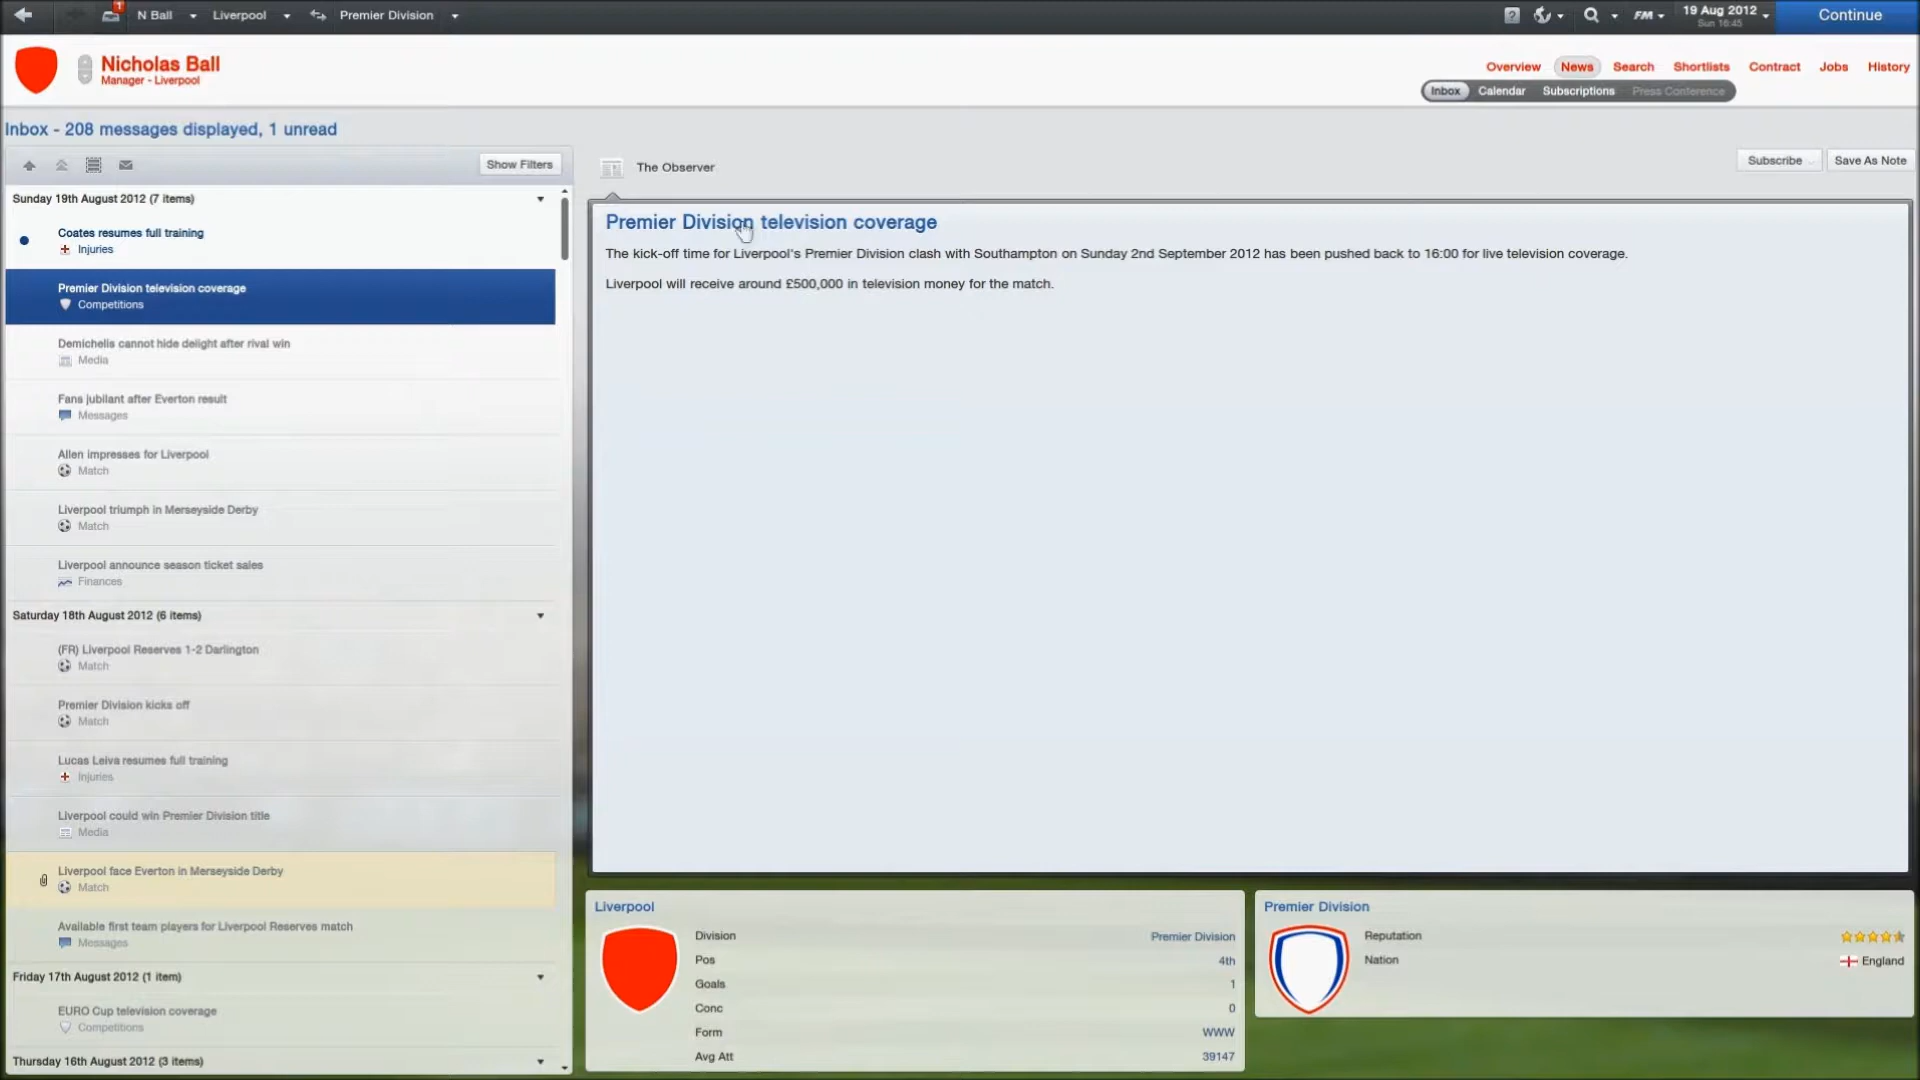 1
N Ball
Liverpool
Premier Division
FM
19 Aug 2012
Sun 16:45
Continue
Nicholas Ball
Manager - Liverpool
Overview
News
Search
Shortlists
Contract
Jobs
History
Inbox
Calendar
Subscriptions
Press Conference
Inbox - 208 messages displayed, 1 unread
Show Filters
The Observer
Subscribe
Save As Note
Sunday 19th August 2012 (7 items)
Coates resumes full training
Injuries
Premier Division television coverage
Competitions
Demichelis cannot hide delight after rival win
Media
Fans jubilant after Everton result
Messages
Allen impresses for Liverpool
Match
Liverpool triumph in Merseyside Derby
Match
Liverpool announce season ticket sales
Finances
Saturday 18th August 2012 (6 items)
(FR) Liverpool Reserves 1-2 Darlington
Match
Premier Division kicks off
Match
Lucas Leiva resumes full training
Injuries
Liverpool could win Premier Division title
Media
Liverpool face Everton in Merseyside Derby
Match
Available first team players for Liverpool Reserves match
Messages
Friday 17th August 2012 (1 item)
EURO Cup television coverage
Competitions
Thursday 16th August 2012 (3 items)
Premier Division television coverage
The kick-off time for Liverpool's Premier Division clash with Southampton on Sunday 2nd September 2012 has been pushed back to 16:00 for live television coverage.
Liverpool will receive around £500,000 in television money for the match.
Liverpool
Division Premier Division
Pos 4th
Goals 1
Conc 0
Form WWW
Avg Att 39147
Premier Division
Reputation
Nation England